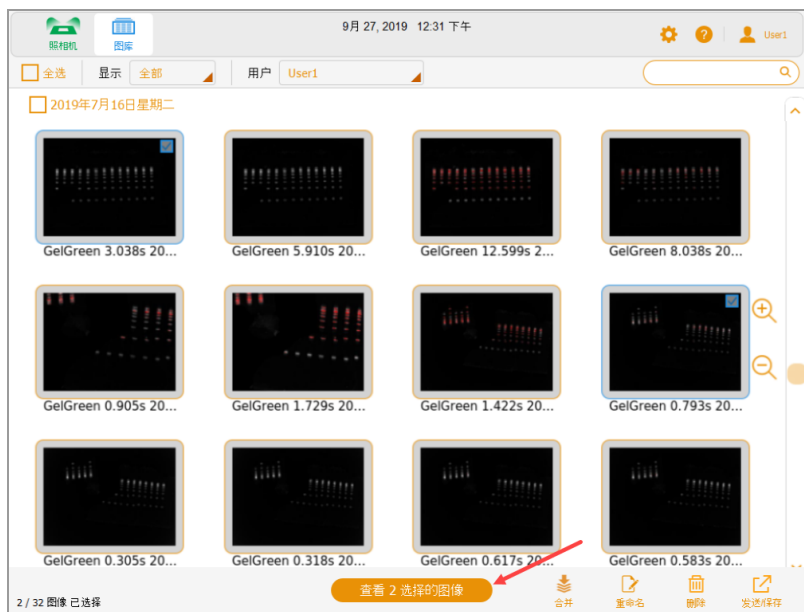 9月 27, 2019 12:31 下午
照相机 图库 User1
全选 显示 全部 用户 User1
2019年7月16日星期二
GelGreen 3.038s 20... GelGreen 5.910s 20... GelGreen 12.599s 2... GelGreen 8.038s 20...
GelGreen 0.905s 20... GelGreen 1.729s 20... GelGreen 1.422s 20... GelGreen 0.793s 20...
GelGreen 0.305s 20... GelGreen 0.318s 20... GelGreen 0.617s 20... GelGreen 0.583s 20...
查看 2 选择的图像
2 / 32 图像 已选择 合并 重命名 删除 发送/保存